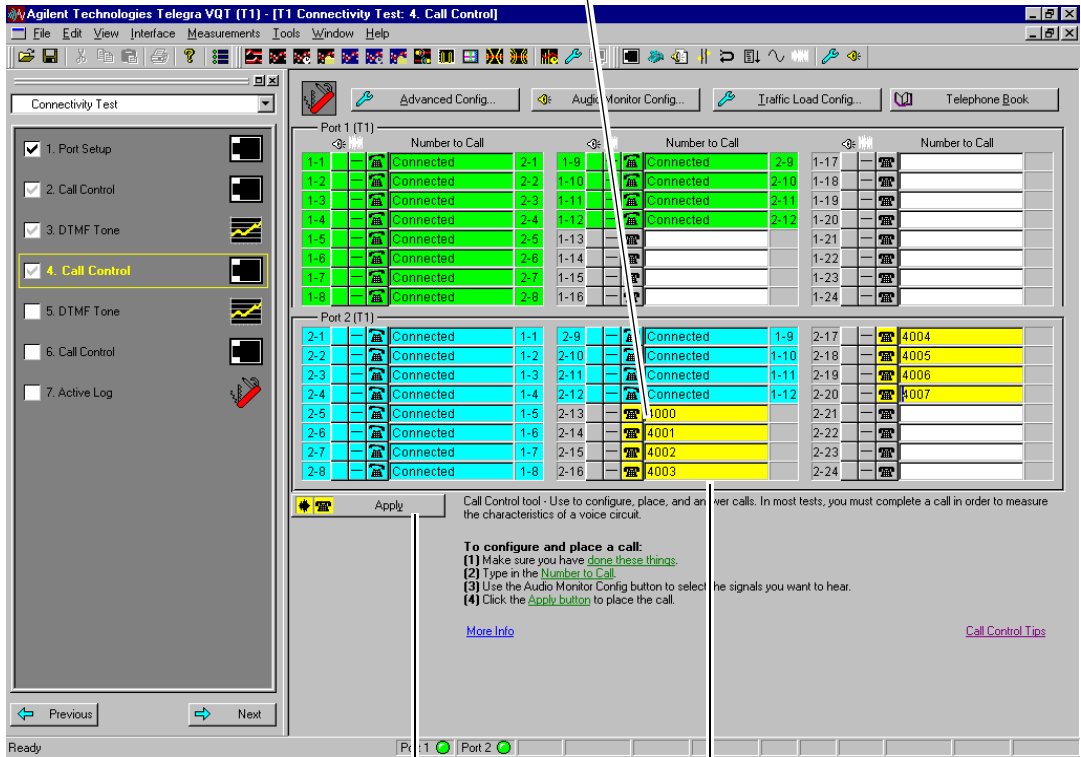 Agilent Technologies Telegra VQT (T1) - [T1 Connectivity Test: 4. Call Control]
File Edit View Interface Measurements Tools Window Help
Connectivity Test
Advanced Config... Audio Monitor Config... Traffic Load Config... Telephone Book
1. Port Setup
2. Call Control
3. DTMF Tone
4. Call Control
5. DTMF Tone
6. Call Control
7. Active Log
Previous Next
Port 1 (T1)
Number to Call Number to Call Number to Call
1-1 Connected 2-1 1-9 Connected 2-9 1-17
1-2 Connected 2-2 1-10 Connected 2-10 1-18
1-3 Connected 2-3 1-11 Connected 2-11 1-19
1-4 Connected 2-4 1-12 Connected 2-12 1-20
1-5 Connected 2-5 1-13 1-21
1-6 Connected 2-6 1-14 1-22
1-7 Connected 2-7 1-15 1-23
1-8 Connected 2-8 1-16 1-24
Port 2 (T1)
2-1 Connected 1-1 2-9 Connected 1-9 2-17 4004
2-2 Connected 1-2 2-10 Connected 1-10 2-18 4005
2-3 Connected 1-3 2-11 Connected 1-11 2-19 4006
2-4 Connected 1-4 2-12 Connected 1-12 2-20 4007
2-5 Connected 1-5 2-13 4000 2-21
2-6 Connected 1-6 2-14 4001 2-22
2-7 Connected 1-7 2-15 4002 2-23
2-8 Connected 1-8 2-16 4003 2-24
Apply
Call Control tool - Use to configure, place, and answer calls. In most tests, you must complete a call in order to measure
the characteristics of a voice circuit.
To configure and place a call:
(1) Make sure you have done these things.
(2) Type in the Number to Call.
(3) Use the Audio Monitor Config button to select the signals you want to hear.
(4) Click the Apply button to place the call.
More Info Call Control Tips
Ready Port 1 Port 2